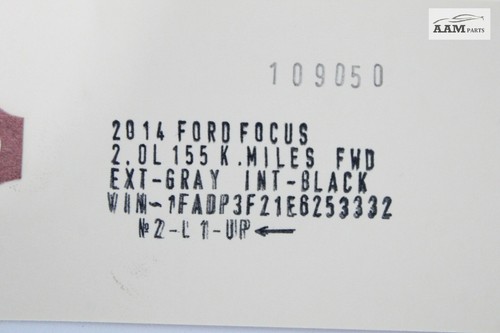 AAM PARTS
109050
2014 FORD FOCUS
2.0L 155 K.MILES FWD
EXT-GRAY INT-BLACK
VIN-1FADP3F21E6253332
№2-L 1-UP←